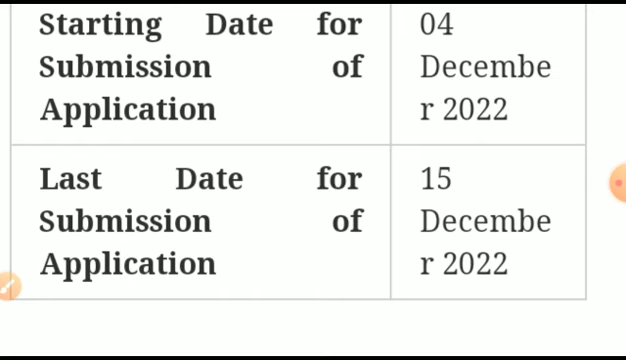 Starting Date for
Submission of
Application
04
Decembe
r 2022
Last Date for
Submission of
Application
15
Decembe
r 2022